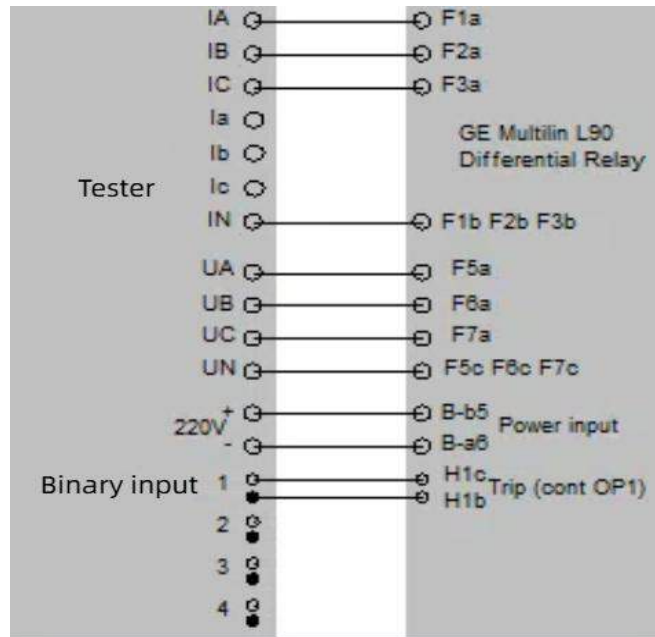 IA F1a
IB F2a
IC F3a
Ia
Ib
Ic
GE Multilin L90
Differential Relay
Tester
IN F1b F2b F3b
UA F5a
UB F6a
UC F7a
UN F5c F6c F7c
220V
+ B-b5
- B-a6
Power input
Binary input 1 H1c
H1b
Trip (cont OP1)
2
3
4